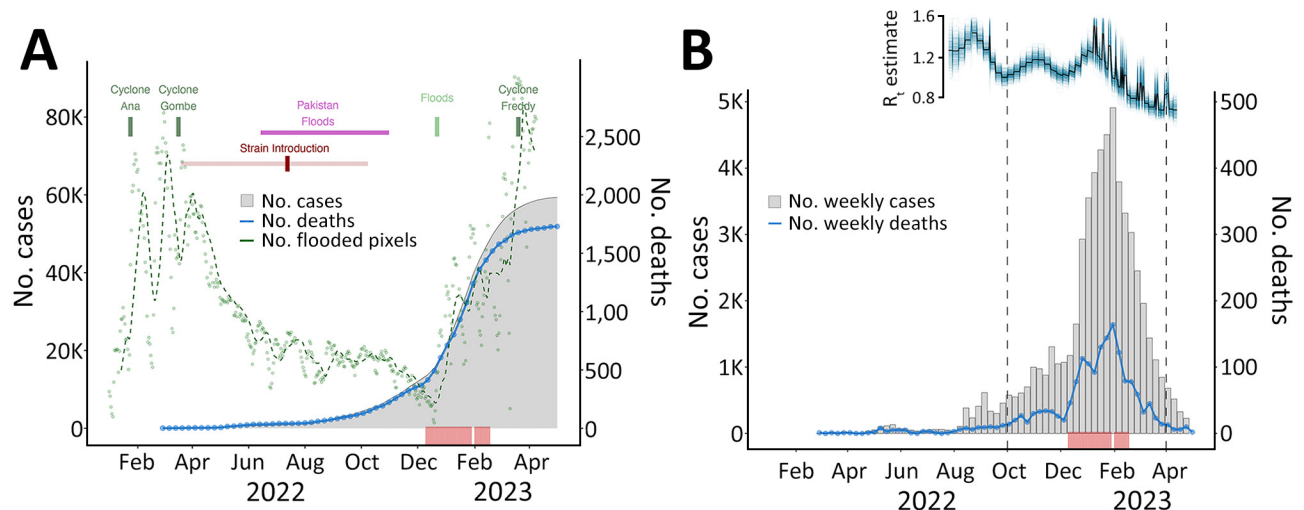 A
Cyclone
Ana
Cyclone
Gombe
Pakistan
Floods
Floods
Cyclone
Freddy
Strain Introduction
No. cases
No. deaths
No. flooded pixels
No. cases
80K
60K
40K
20K
0
No. deaths
2,500
2,000
1,500
1,00
500
0
Feb Apr Jun Aug Oct Dec Feb Apr
2022 2023
B
Rt estimate
1.6
1.2
0.8
No. weekly cases
No. weekly deaths
No. cases
5K
4K
3K
2K
1K
0
No. deaths
500
400
300
200
100
0
Feb Apr Jun Aug Oct Dec Feb Apr
2022 2023